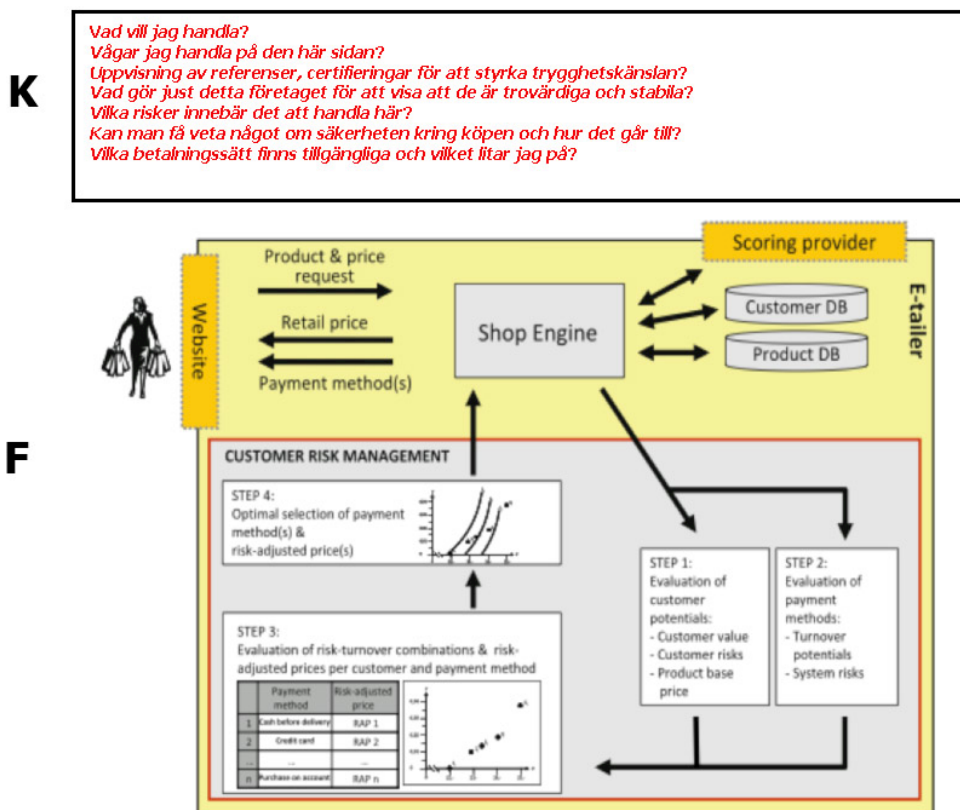 K
Vad vill jag handla?
Vågar jag handla på den här sidan?
Uppvisning av referenser, certifieringar för att styrka trygghetskänslan?
Vad gör just detta företaget för att visa att de är trovärdiga och stabila?
Vilka risker innebär det att handla här?
Kan man få veta något om säkerheten kring köpen och hur det går till?
Vilka betalningssätt finns tillgängliga och vilket litar jag på?
F
Website
Product & price
request
Retail price
Payment method(s)
Shop Engine
Scoring provider
Customer DB
Product DB
E-tailer
CUSTOMER RISK MANAGEMENT
STEP 4:
Optimal selection of payment
method(s) &
risk-adjusted price(s)
STEP 1:
Evaluation of
customer
potentials:
- Customer value
- Customer risks
- Product base
price
STEP 2:
Evaluation of
payment
methods:
- Turnover
potentials
- System risks
STEP 3:
Evaluation of risk-turnover combinations & risk-
adjusted prices per customer and payment method
Payment
method
Risk-adjusted
price
1 Cash before delivery RAP 1
2 Credit card RAP 2
... ... ...
n Purchase on account RAP n